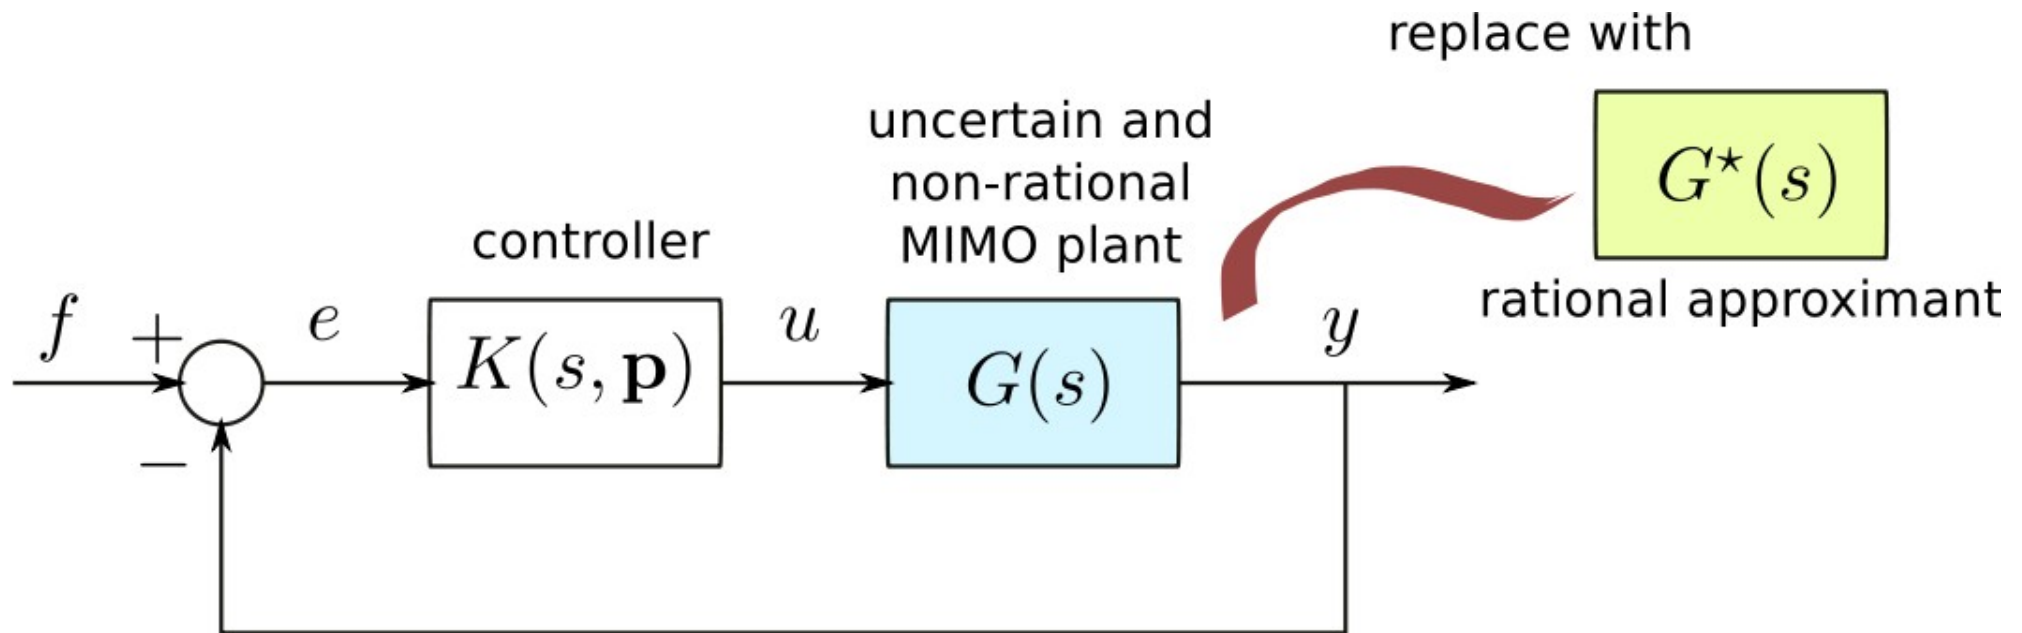 replace with
uncertain and
non-rational
MIMO plant
G⋆(s)
controller
rational approximant
f
+
e
K(s, p)
u
G(s)
y
−